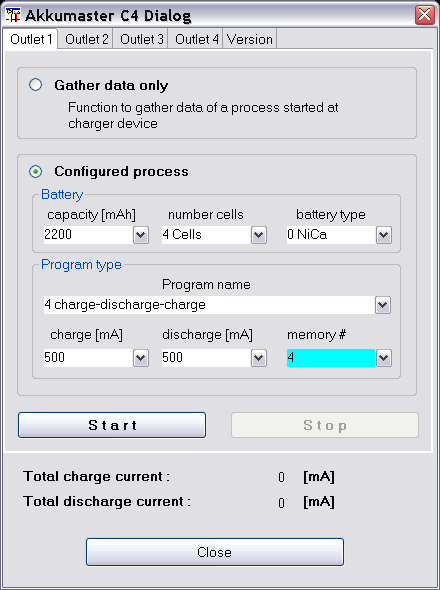 Akkumaster C4 Dialog
Outlet 1 Outlet 2 Outlet 3 Outlet 4 Version
Gather data only
Function to gather data of a process started at
charger device
Configured process
Battery
capacity [mAh] number cells battery type
2200 4 Cells 0 NiCa
Program type
Program name
4 charge-discharge-charge
charge [mA] discharge [mA] memory #
500 500 4
Start Stop
Total charge current : 0 [mA]
Total discharge current : 0 [mA]
Close